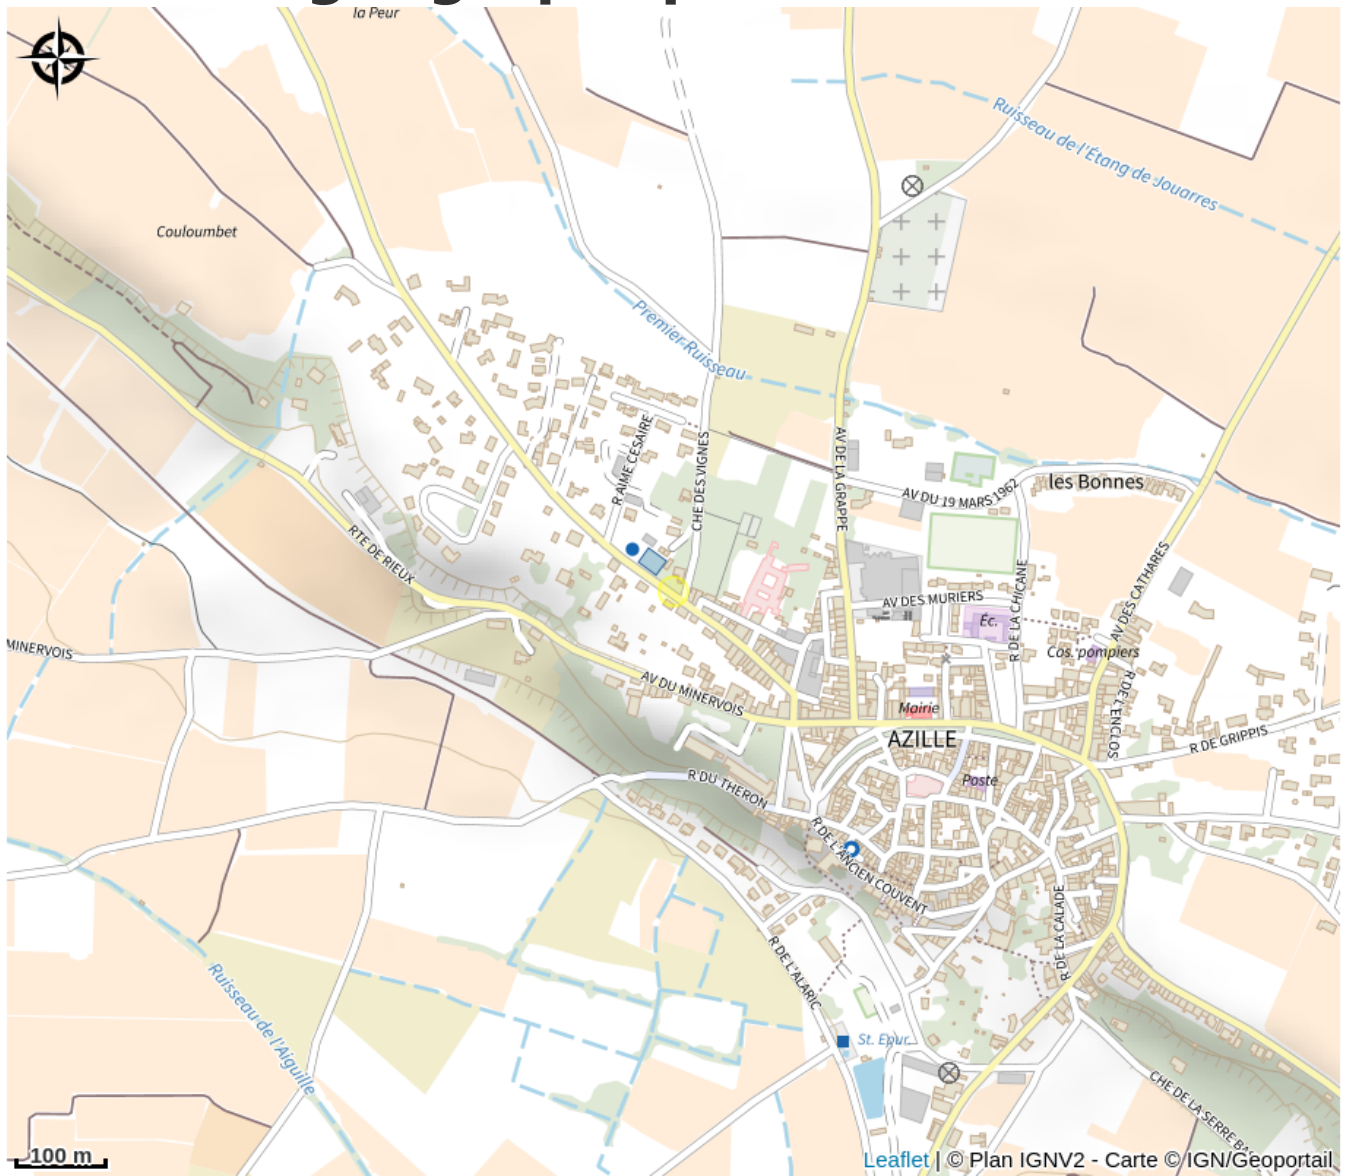 la Peur
Ruisseau de l'Étang de Jouarres
Couloumbet
Premier Ruisseau
R AIME CESAIRE
CHE DES VIGNES
AV DE LA GRAPPE
AV DU 19 MARS 1962
les Bonnes
RTE DE RIEUX
AV DES MURIERS
R DE LA CHICANE
AV DES CATHARES
Éc.
Cas. pompiers
MINERVOIS
AV DU MINERVOIS
Mairie
R DE L'ENCLOS
AZILLE
R DE GRIPPIS
R DU THERON
Poste
R DE L'ANCIEN COUVENT
R DE LA CALADE
R DE L'ALARIC
Ruisseau de l'Aiguille
St. Epur.
CHE DE LA SERRE
100 m
Leaflet | © Plan IGNV2 - Carte © IGN/Geoportail